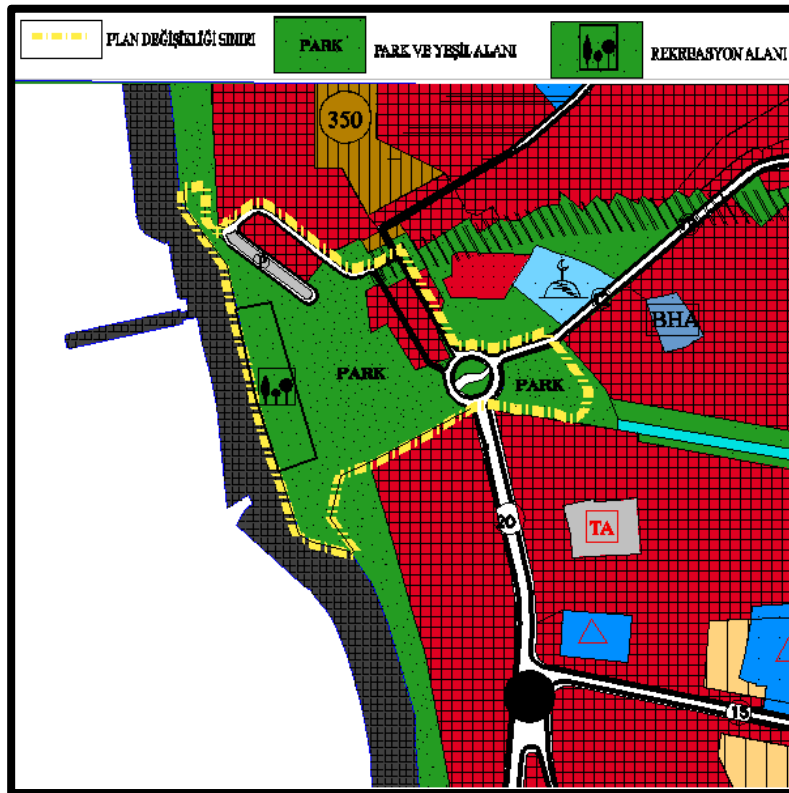 PLAN DEĞİŞİKLİĞİ SINIRI
PARK
PARK VE YEŞİL ALANI
REKREASYON ALANI
350
P
BHA
PARK
PARK
20
TA
15